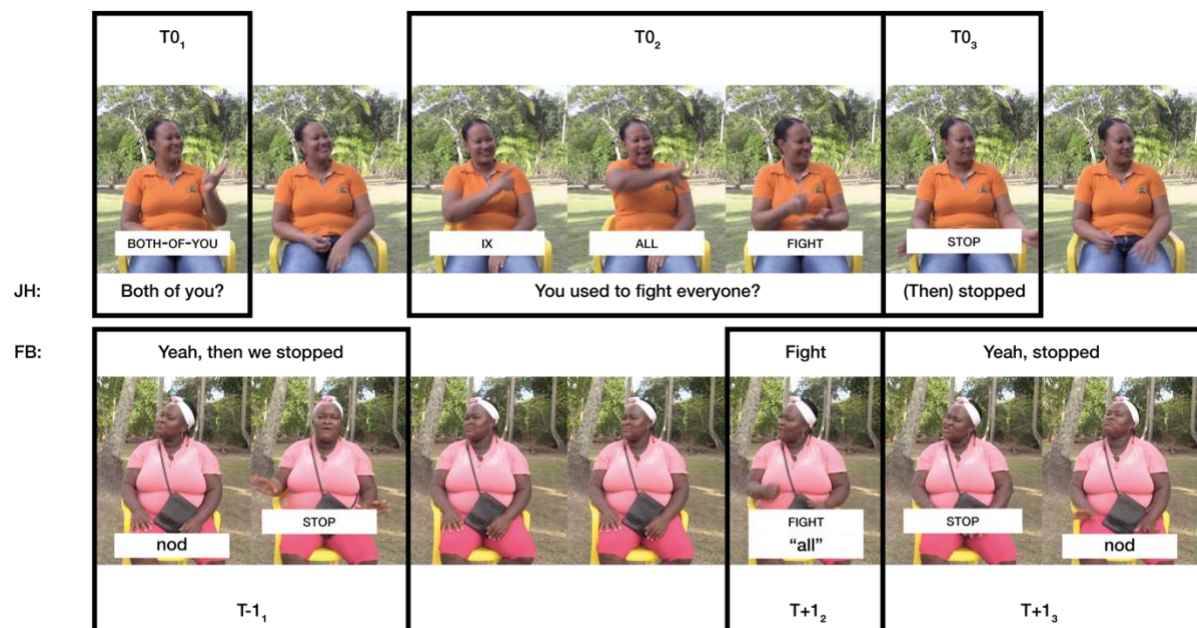 T0₁ T0₂ T0₃
BOTH-OF-YOU IX ALL FIGHT STOP
JH: Both of you? You used to fight everyone? (Then) stopped
FB: Yeah, then we stopped Fight Yeah, stopped
STOP FIGHT STOP
nod "all" nod
T-1₁ T+1₂ T+1₃